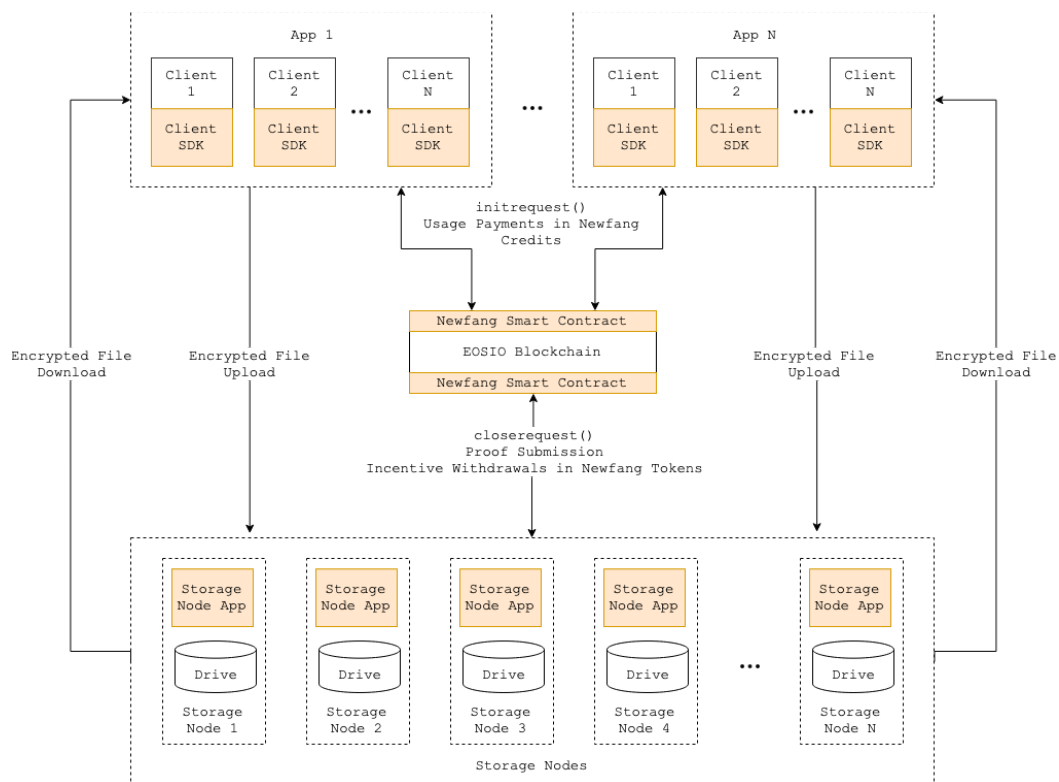 App 1
App N
Client
1
Client
2
Client
N
Client
1
Client
2
Client
N
...
...
...
Client
SDK
Client
SDK
Client
SDK
Client
SDK
Client
SDK
Client
SDK
initrequest()
Usage Payments in Newfang
Credits
Newfang Smart Contract
EOSIO Blockchain
Newfang Smart Contract
Encrypted File
Download
Encrypted File
Upload
Encrypted File
Upload
Encrypted File
Download
closerequest()
Proof Submission
Incentive Withdrawals in Newfang Tokens
Storage
Node App
Storage
Node App
Storage
Node App
Storage
Node App
Storage
Node App
Drive
Drive
Drive
Drive
...
Drive
Storage
Node 1
Storage
Node 2
Storage
Node 3
Storage
Node 4
Storage
Node N
Storage Nodes